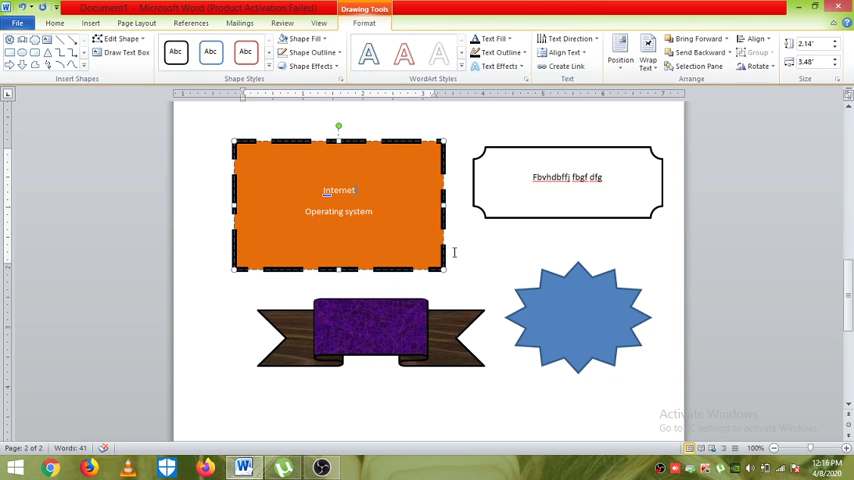 Document1 - Microsoft Word (Product Activation Failed)
Drawing Tools
File Home Insert Page Layout References Mailings Review View Format
Edit Shape
Draw Text Box
Insert Shapes
Abc Abc Abc
Shape Fill
Shape Outline
Shape Effects
Shape Styles
A A A
Text Fill
Text Outline
Text Effects
WordArt Styles
Text Direction
Align Text
Create Link
Text
Position
Wrap Text
Bring Forward
Send Backward
Selection Pane
Align
Group
Rotate
Arrange
2.14"
3.48"
Size
Internet
Operating system
Fbvhdbffj fbgf dfg
Activate Windows
Go to PC settings to activate Windows.
Page: 2 of 2 Words: 41
100%
12:16 PM
4/8/2020